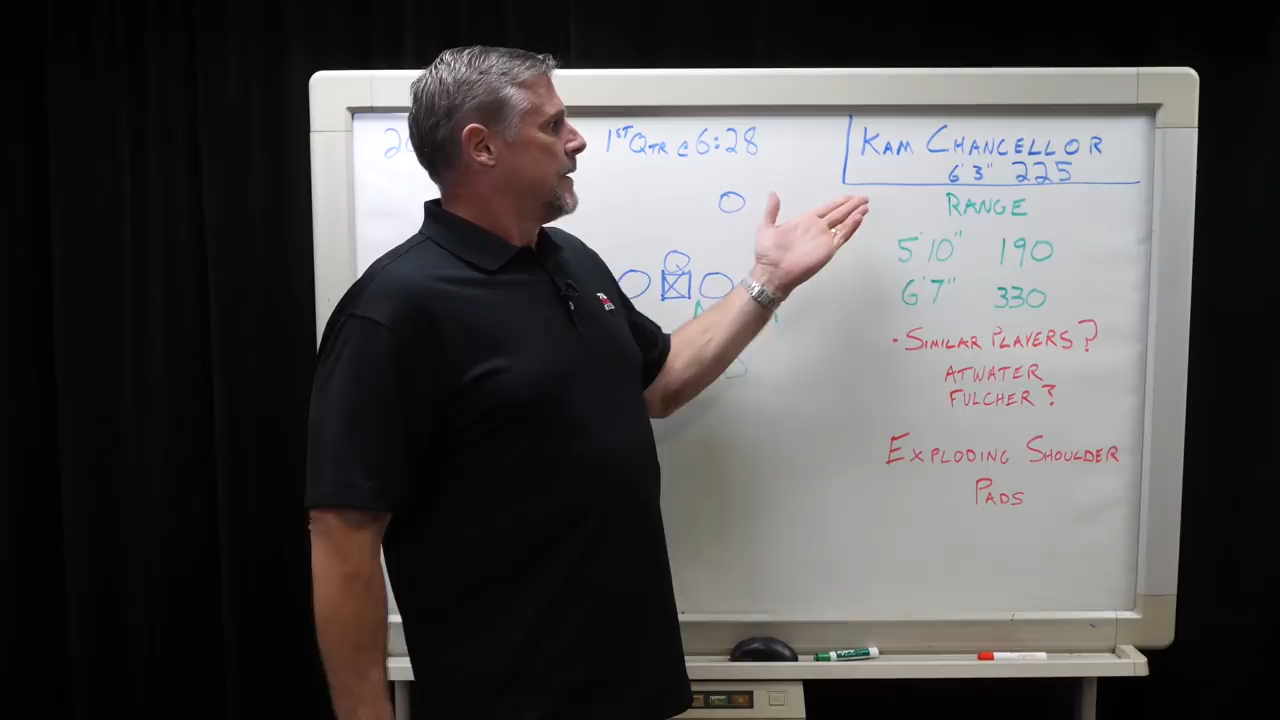 1ST QTR @ 6:28
KAM CHANCELLOR
6'3" 225
RANGE
5'10" 190
6'7" 330
• SIMILAR PLAYERS?
ATWATER
FULCHER?
EXPLODING SHOULDER
PADS